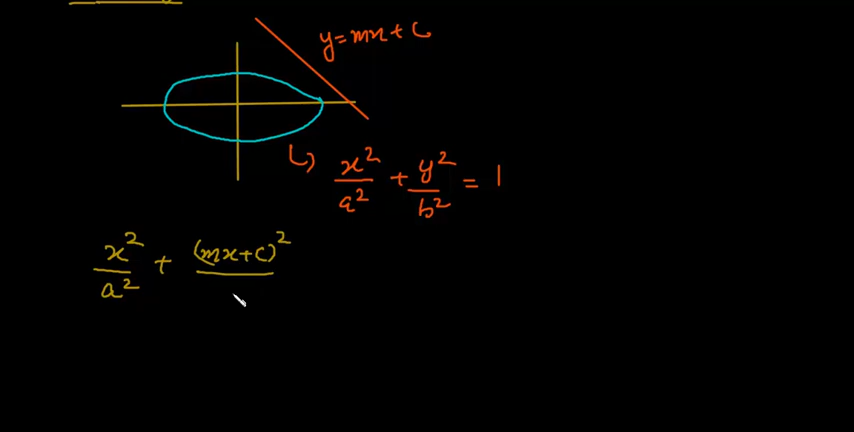 y=mx+c
x²/a² + y²/b² = 1
x²/a² + (mx+c)²/